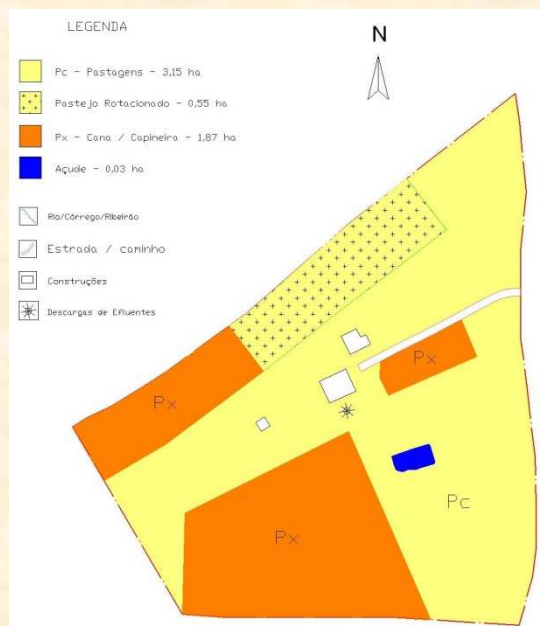 LEGENDA
N
Pc - Pastagens - 3,15 ha
Pastejo Rotacionado - 0,55 ha
Px - Cana / Capineira - 1,87 ha
Açude - 0,03 ha
Rio/Córrego/Ribeirão
Estrada / caminho
Construções
Descargas de Efluentes
Px
Px
Px
Pc